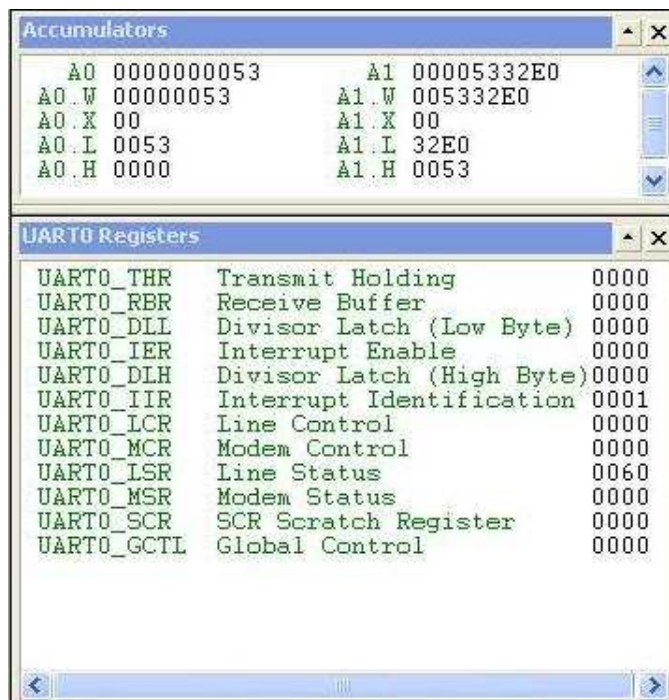 Accumulators
A0 0000000053 A1 00005332E0
A0.W 00000053 A1.W 005332E0
A0.X 00 A1.X 00
A0.L 0053 A1.L 32E0
A0.H 0000 A1.H 0053
UART0 Registers
UART0_THR Transmit Holding 0000
UART0_RBR Receive Buffer 0000
UART0_DLL Divisor Latch (Low Byte) 0000
UART0_IER Interrupt Enable 0000
UART0_DLH Divisor Latch (High Byte)0000
UART0_IIR Interrupt Identification 0001
UART0_LCR Line Control 0000
UART0_MCR Modem Control 0000
UART0_LSR Line Status 0060
UART0_MSR Modem Status 0000
UART0_SCR SCR Scratch Register 0000
UART0_GCTL Global Control 0000